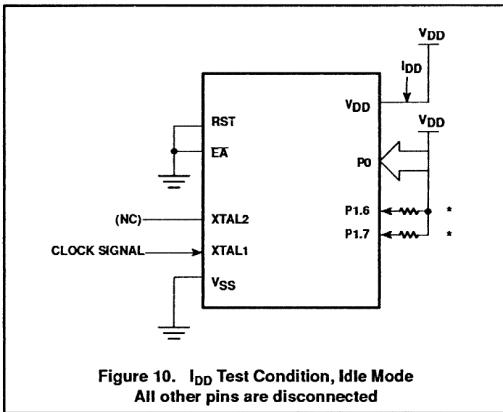 VDD
IDD
VDD
VDD
RST
EA
P0
(NC)
XTAL2
P1.6
*
CLOCK SIGNAL
XTAL1
P1.7
*
VSS
Figure 10. IDD Test Condition, Idle Mode
All other pins are disconnected